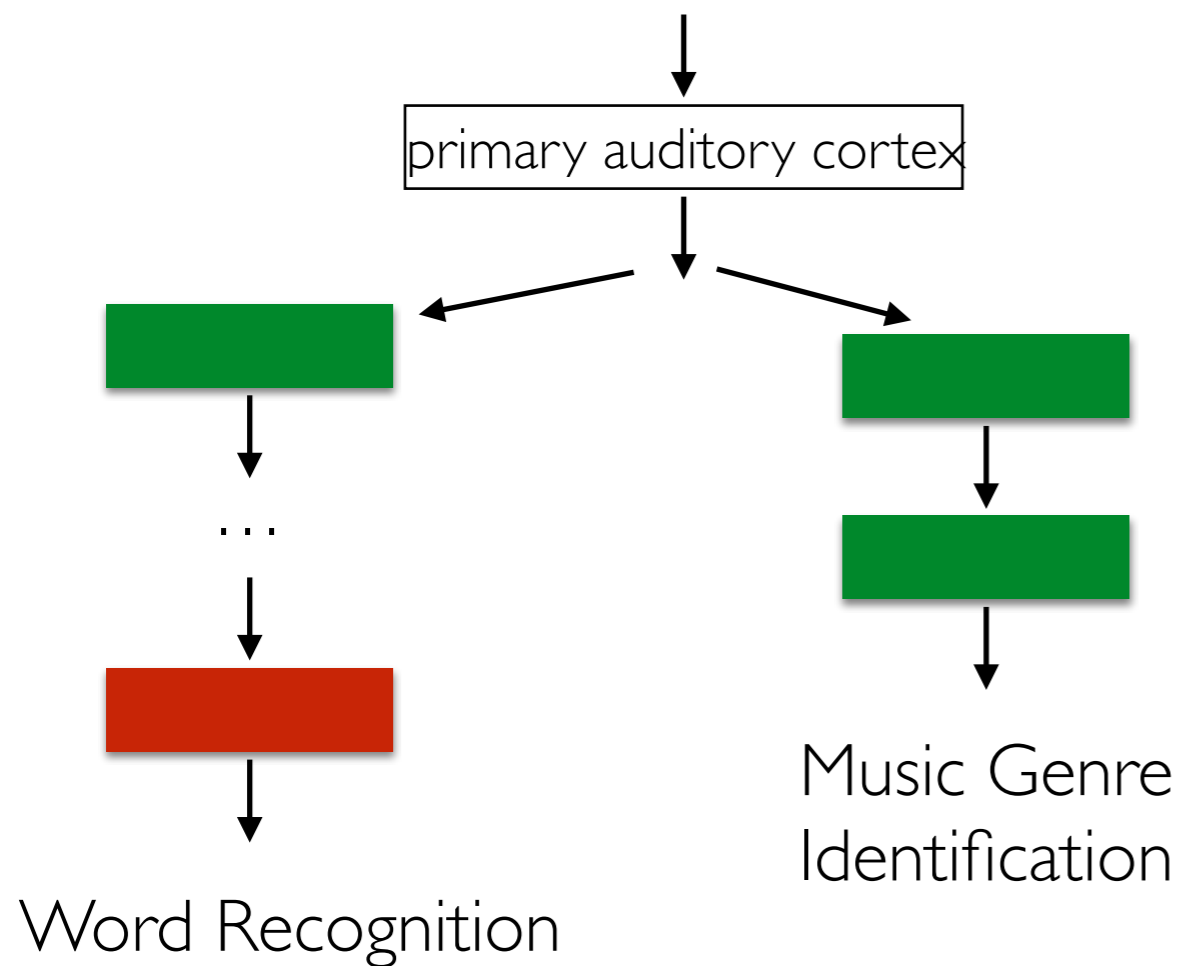 primary auditory cortex
...
Music Genre
Identification
Word Recognition